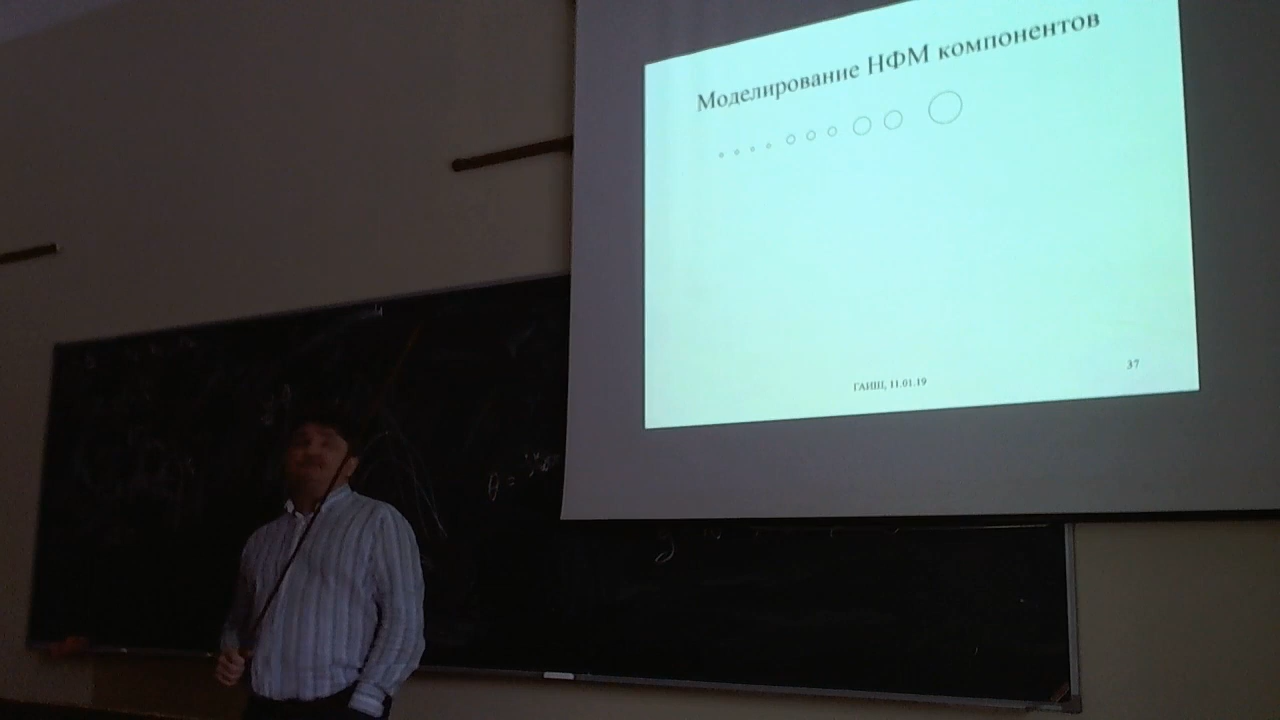 Моделирование НФМ компонентов
ГАИШ, 11.01.19
37
θ =